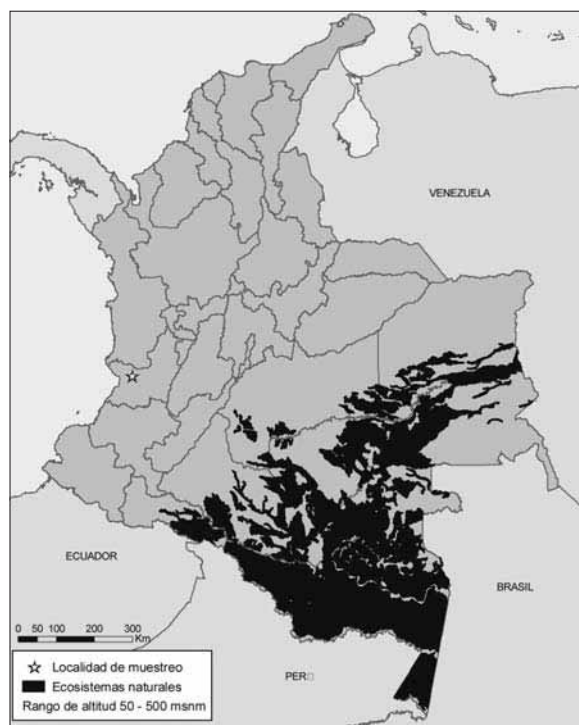 VENEZUELA
ECUADOR
BRASIL
0 50 100 200 300
Km
PER□
Localidad de muestreo
Ecosistemas naturales
Rango de altitud 50 - 500 msnm